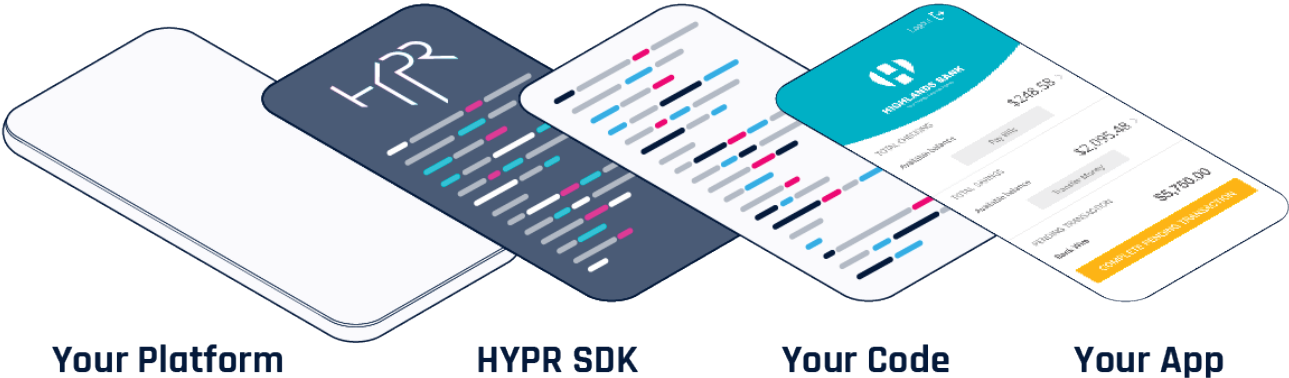 HYPR
Logout
HIGHLANDS BANK
TOTAL CHECKING
$248.58
Available balance
Pay Bills
TOTAL SAVINGS
$2,095.48
Available balance
Transfer Money
PENDING TRANSACTION
$5,750.00
Bank Wire
COMPLETE PENDING TRANSACTION
Your Platform
HYPR SDK
Your Code
Your App